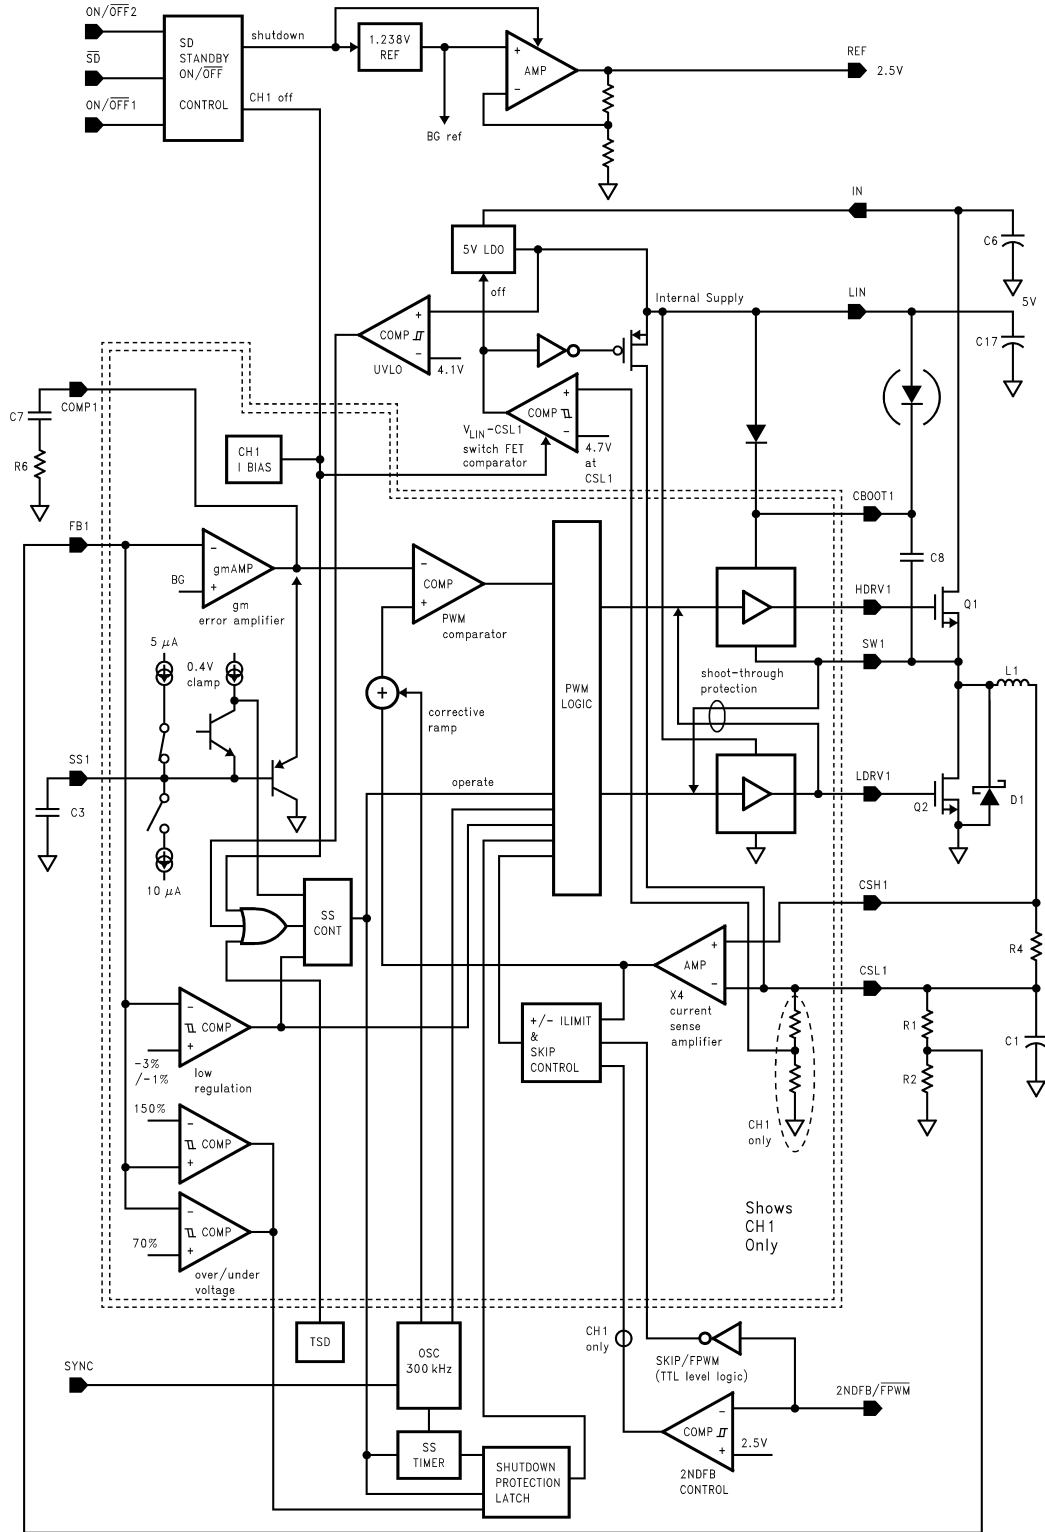 ON/OFF2
SD
ON/OFF1
SD
STANDBY
ON/OFF
CONTROL
shutdown
CH1 off
1.238V
REF
BG ref
+
AMP
-
REF
2.5V
IN
C6
5V LDO
off
Internal Supply
LIN
5V
C17
+
COMP
-
UVLO
4.1V
+
COMP
-
4.7V
at
CSL1
VLIN-CSL1
switch FET
comparator
COMP1
C7
R6
CH1
I BIAS
CBOOT1
C8
FB1
-
gmAMP
+
BG
gm
error amplifier
-
COMP
+
PWM
comparator
HDRV1
Q1
SW1
L1
5 μA
0.4V
clamp
+
corrective
ramp
PWM
LOGIC
shoot-through
protection
SS1
C3
operate
LDRV1
Q2
D1
10 μA
SS
CONT
CSH1
R4
+
AMP
-
X4
current
sense
amplifier
CSL1
R1
C1
R2
-
COMP
+
-3%
/-1%
low
regulation
+/- ILIMIT
&
SKIP
CONTROL
CH1
only
150%
-
COMP
+
-
COMP
+
70%
over/under
voltage
Shows
CH1
Only
TSD
OSC
300 kHz
CH1
only
SKIP/FPWM
(TTL level logic)
SYNC
2NDFB/FPWM
-
COMP
+
2.5V
2NDFB
CONTROL
SS
TIMER
SHUTDOWN
PROTECTION
LATCH